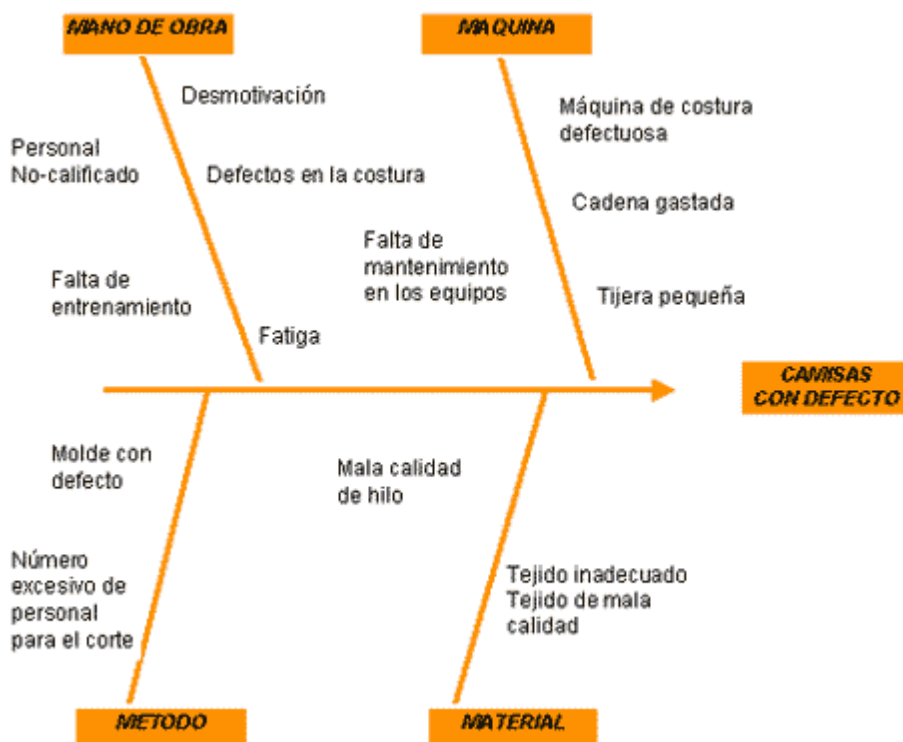 MANO DE OBRA
MAQUINA
Desmotivación
Máquina de costura
defectuosa
Personal
No-calificado
Defectos en la costura
Cadena gastada
Falta de
mantenimiento
en los equipos
Falta de
entrenamiento
Tijera pequeña
Fatiga
CAMISAS
CON DEFECTO
Molde con
defecto
Mala calidad
de hilo
Número
excesivo de
personal
para el corte
Tejido inadecuado
Tejido de mala
calidad
METODO
MATERIAL